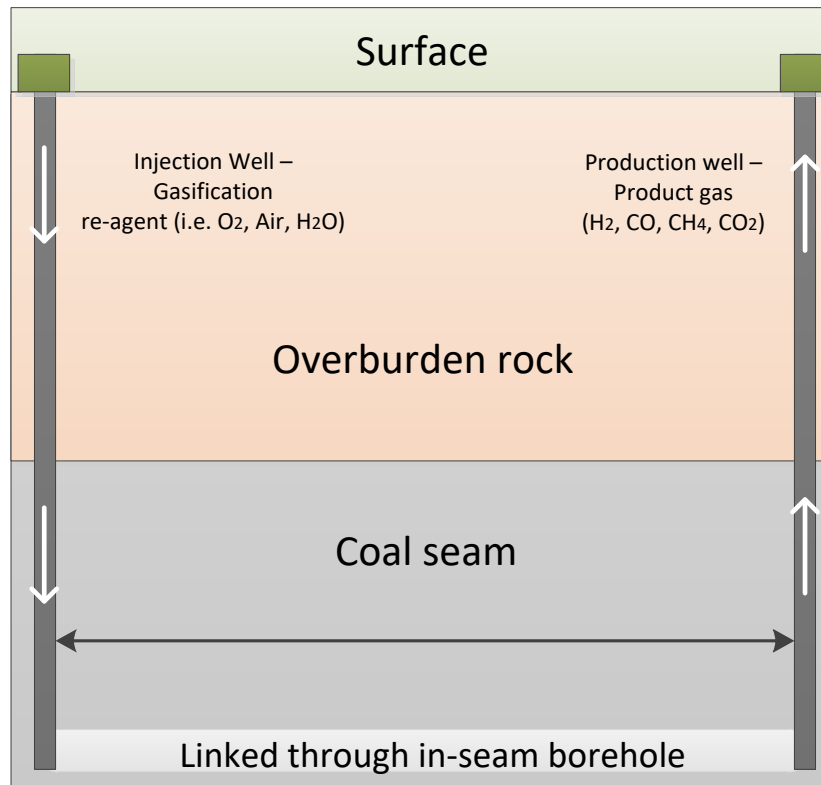 Surface
Injection Well –
Gasification
re-agent (i.e. O2, Air, H2O)
Production well –
Product gas
(H2, CO, CH4, CO2)
Overburden rock
Coal seam
Linked through in-seam borehole